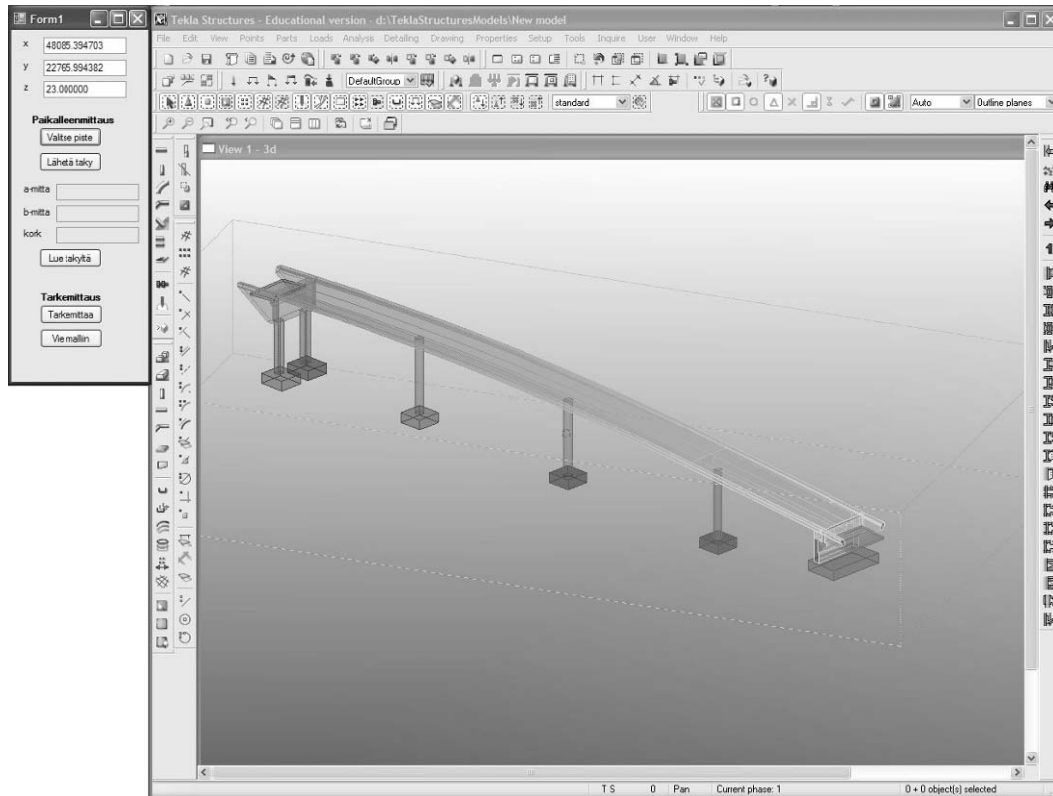 Form1
x 48085.394703
y 22765.994382
z 23.000000
Paikalleenmittaus
Valitse piste
Lähetä taky
a-mitta
b-mitta
kork
Lue takyltä
Tarkemittaus
Tarkemittaa
Vie mallin
Tekla Structures - Educational version - d:\TeklaStructuresModels\New model
File Edit View Points Parts Loads Analysis Detailing Drawing Properties Setup Tools Inquire User Window Help
DefaultGroup
standard
Auto
Outline planes
View 1 - 3d
T S 0 Pan Current phase: 1 0 + 0 object(s) selected